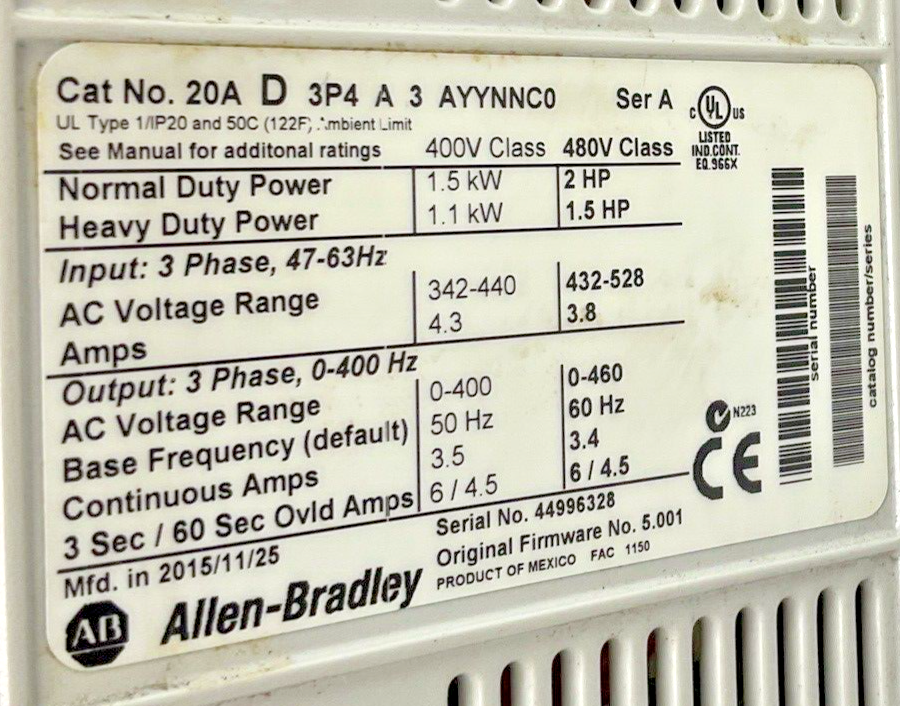 Cat No. 20A D 3P4 A 3 AYYNNC0 Ser A
UL Type 1/IP20 and 50C (122F) Ambient Limit
See Manual for additonal ratings 400V Class 480V Class
Normal Duty Power 1.5 kW 2 HP
Heavy Duty Power 1.1 kW 1.5 HP
Input: 3 Phase, 47-63Hz
AC Voltage Range 342-440 432-528
Amps 4.3 3.8
Output: 3 Phase, 0-400 Hz
AC Voltage Range 0-400 0-460
Base Frequency (default) 50 Hz 60 Hz
Continuous Amps 3.5 3.4
3 Sec / 60 Sec Ovld Amps 6 / 4.5 6 / 4.5
Mfd. in 2015/11/25 Serial No. 44996328
Original Firmware No. 5.001
PRODUCT OF MEXICO FAC 1150
AB Allen-Bradley
C UL US
LISTED
IND.CONT.
EQ.966X
N223
CE
serial number
catalog number/series